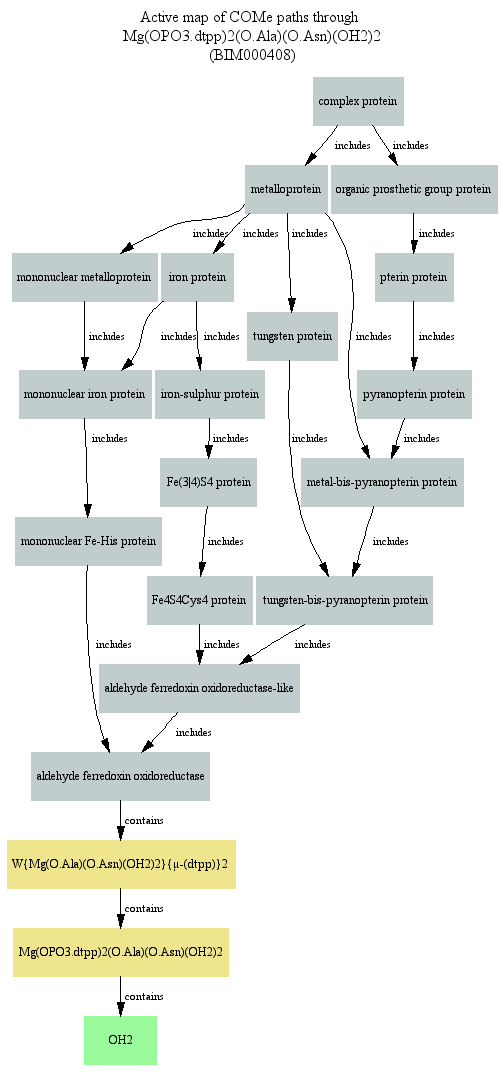 Active map of COMe paths through
Mg(OPO3.dtpp)2(O.Ala)(O.Asn)(OH2)2
(BIM000408)
complex protein
includes
includes
metalloprotein
organic prosthetic group protein
includes
includes
includes
includes
mononuclear metalloprotein
iron protein
pterin protein
tungsten protein
includes
includes
includes
includes
includes
mononuclear iron protein
iron-sulphur protein
pyranopterin protein
includes
includes
includes
includes
Fe(3|4)S4 protein
metal-bis-pyranopterin protein
mononuclear Fe-His protein
includes
includes
Fe4S4Cys4 protein
tungsten-bis-pyranopterin protein
includes
includes
includes
aldehyde ferredoxin oxidoreductase-like
includes
aldehyde ferredoxin oxidoreductase
contains
W{Mg(O.Ala)(O.Asn)(OH2)2}{μ-(dtpp)}2
contains
Mg(OPO3.dtpp)2(O.Ala)(O.Asn)(OH2)2
contains
OH2